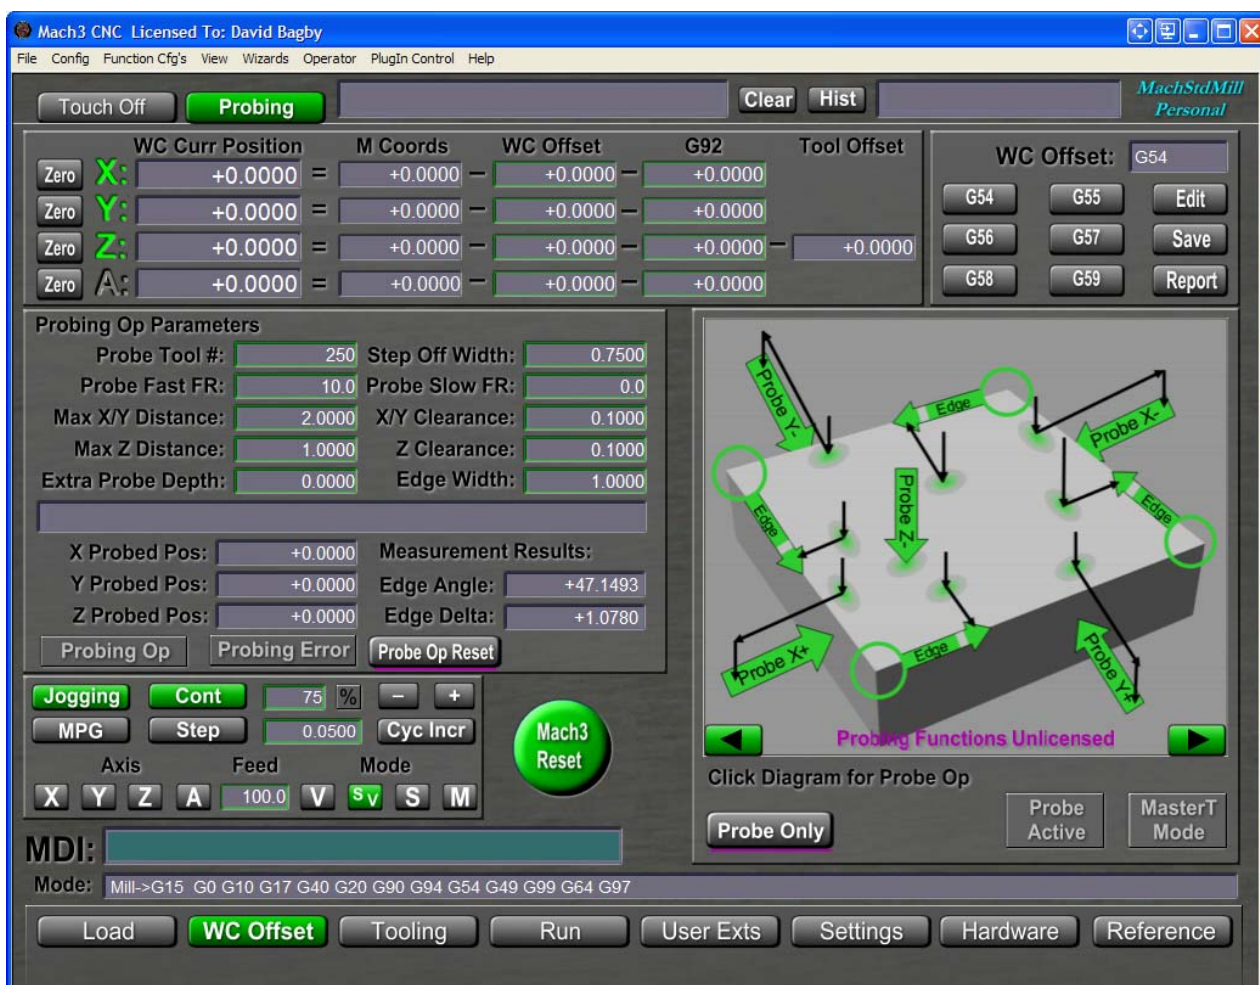 Mach3 CNC Licensed To: David Bagby
File Config Function Cfg's View Wizards Operator PlugIn Control Help
Touch Off Probing Clear Hist MachStdMill Personal
WC Curr Position M Coords WC Offset G92 Tool Offset
Zero X: +0.0000 = +0.0000 - +0.0000 - +0.0000
Zero Y: +0.0000 = +0.0000 - +0.0000 - +0.0000
Zero Z: +0.0000 = +0.0000 - +0.0000 - +0.0000 - +0.0000
Zero A: +0.0000 = +0.0000 - +0.0000 - +0.0000
WC Offset: G54
G54 G55 Edit
G56 G57 Save
G58 G59 Report
Probing Op Parameters
Probe Tool #: 250 Step Off Width: 0.7500
Probe Fast FR: 10.0 Probe Slow FR: 0.0
Max X/Y Distance: 2.0000 X/Y Clearance: 0.1000
Max Z Distance: 1.0000 Z Clearance: 0.1000
Extra Probe Depth: 0.0000 Edge Width: 1.0000
X Probed Pos: +0.0000 Measurement Results:
Y Probed Pos: +0.0000 Edge Angle: +47.1493
Z Probed Pos: +0.0000 Edge Delta: +1.0780
Probing Op Probing Error Probe Op Reset
Probe Y-
Edge
Probe X-
Edge
Probe Z-
Edge
Probe X+
Edge
Probe Y+
Probing Functions Unlicensed
Click Diagram for Probe Op
Probe Only
Probe Active
MasterT Mode
Jogging Cont 75 % - +
MPG Step 0.0500 Cyc Incr
Axis Feed Mode
X Y Z A 100.0 V SV S M
Mach3
Reset
MDI:
Mode: Mill->G15 G0 G10 G17 G40 G20 G90 G94 G54 G49 G99 G64 G97
Load WC Offset Tooling Run User Exts Settings Hardware Reference